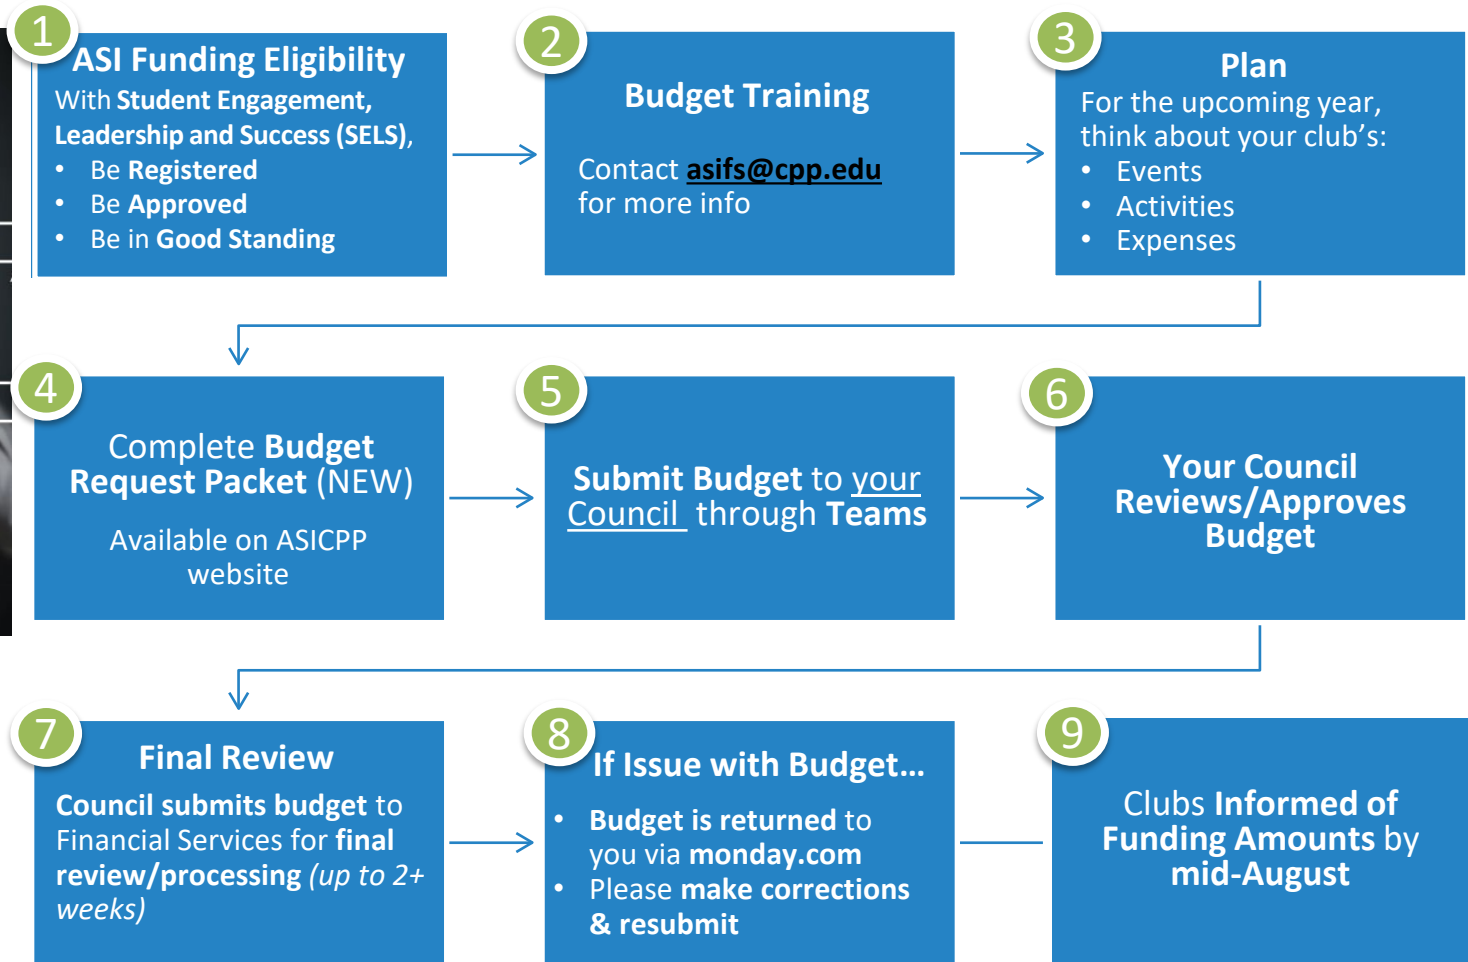 1
ASI Funding Eligibility
With Student Engagement,
Leadership and Success (SELS),
• Be Registered
• Be Approved
• Be in Good Standing
2
Budget Training
Contact asifs@cpp.edu
for more info
3
Plan
For the upcoming year,
think about your club's:
• Events
• Activities
• Expenses
4
Complete Budget
Request Packet (NEW)
Available on ASICPP
website
5
Submit Budget to your
Council through Teams
6
Your Council
Reviews/Approves
Budget
7
Final Review
Council submits budget to
Financial Services for final
review/processing (up to 2+
weeks)
8
If Issue with Budget...
• Budget is returned to
you via monday.com
• Please make corrections
& resubmit
9
Clubs Informed of
Funding Amounts by
mid-August